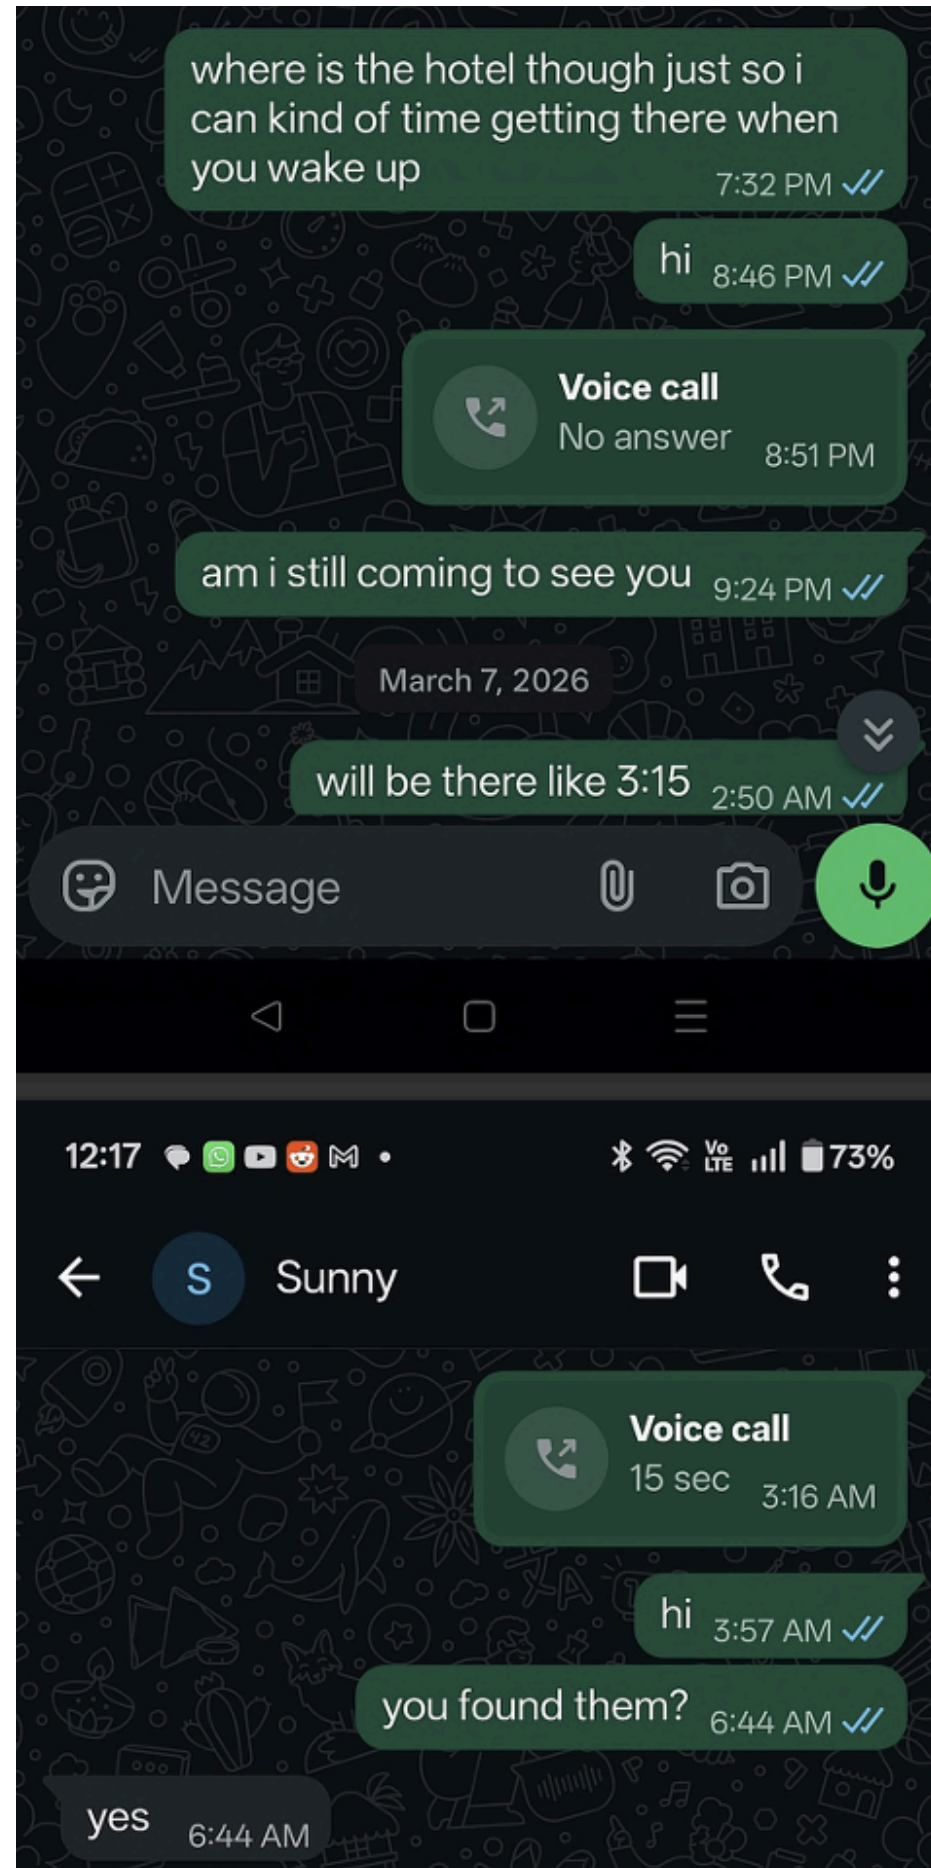 where is the hotel though just so i
can kind of time getting there when
you wake up
7:32 PM
hi 8:46 PM
Voice call
No answer 8:51 PM
am i still coming to see you 9:24 PM
March 7, 2026
will be there like 3:15 2:50 AM
Message
12:17 Vo LTE 73%
S Sunny
Voice call
15 sec 3:16 AM
hi 3:57 AM
you found them? 6:44 AM
yes 6:44 AM